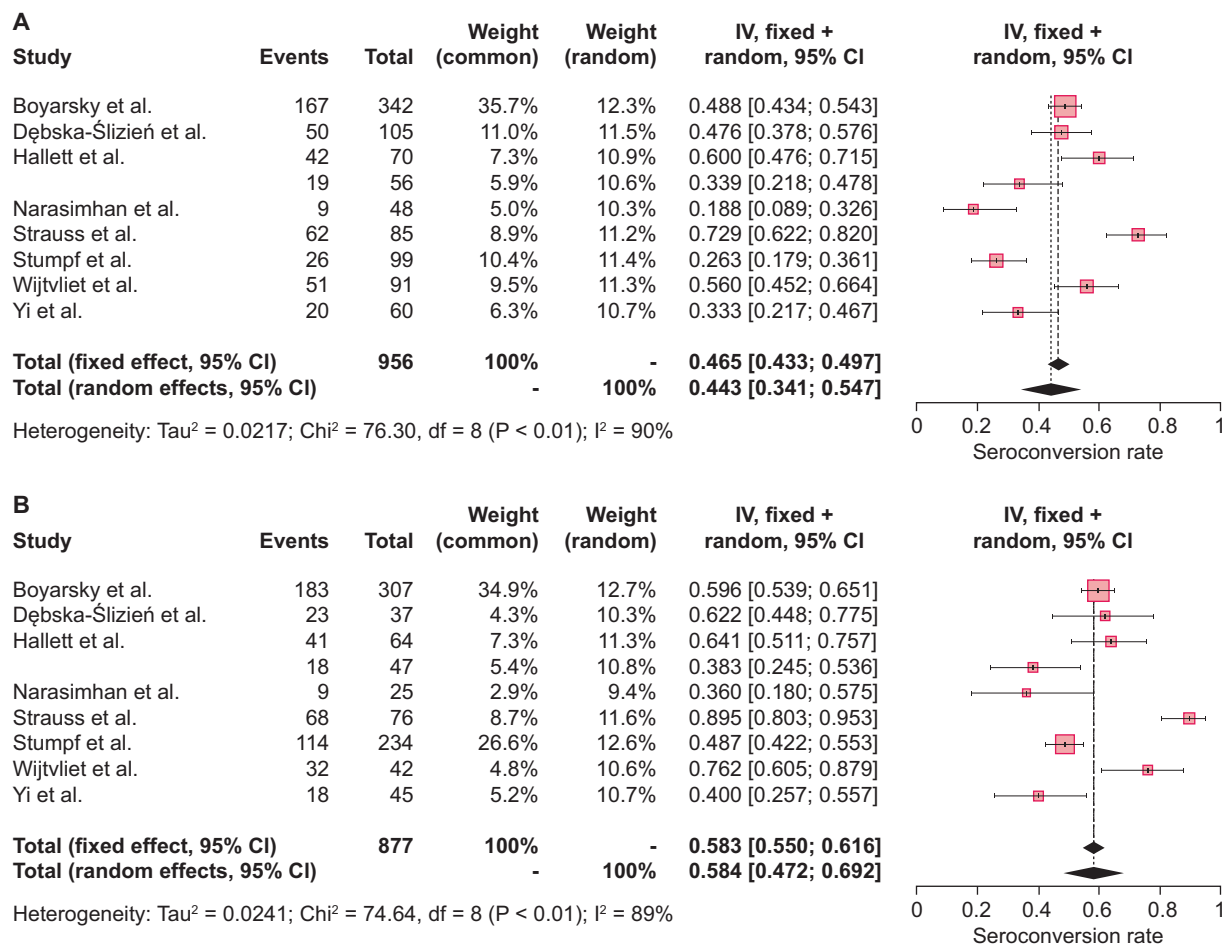 A
Study Events Total Weight (common) Weight (random) IV, fixed + random, 95% CI IV, fixed + random, 95% CI
Boyarsky et al. 167 342 35.7% 12.3% 0.488 [0.434; 0.543]
Dębska-Ślizień et al. 50 105 11.0% 11.5% 0.476 [0.378; 0.576]
Hallett et al. 42 70 7.3% 10.9% 0.600 [0.476; 0.715]
19 56 5.9% 10.6% 0.339 [0.218; 0.478]
Narasimhan et al. 9 48 5.0% 10.3% 0.188 [0.089; 0.326]
Strauss et al. 62 85 8.9% 11.2% 0.729 [0.622; 0.820]
Stumpf et al. 26 99 10.4% 11.4% 0.263 [0.179; 0.361]
Wijtvliet et al. 51 91 9.5% 11.3% 0.560 [0.452; 0.664]
Yi et al. 20 60 6.3% 10.7% 0.333 [0.217; 0.467]
Total (fixed effect, 95% CI) 956 100% - 0.465 [0.433; 0.497]
Total (random effects, 95% CI) - 100% 0.443 [0.341; 0.547]
Heterogeneity: Tau² = 0.0217; Chi² = 76.30, df = 8 (P < 0.01); I² = 90%
0 0.2 0.4 0.6 0.8 1
Seroconversion rate
B
Study Events Total Weight (common) Weight (random) IV, fixed + random, 95% CI IV, fixed + random, 95% CI
Boyarsky et al. 183 307 34.9% 12.7% 0.596 [0.539; 0.651]
Dębska-Ślizień et al. 23 37 4.3% 10.3% 0.622 [0.448; 0.775]
Hallett et al. 41 64 7.3% 11.3% 0.641 [0.511; 0.757]
18 47 5.4% 10.8% 0.383 [0.245; 0.536]
Narasimhan et al. 9 25 2.9% 9.4% 0.360 [0.180; 0.575]
Strauss et al. 68 76 8.7% 11.6% 0.895 [0.803; 0.953]
Stumpf et al. 114 234 26.6% 12.6% 0.487 [0.422; 0.553]
Wijtvliet et al. 32 42 4.8% 10.6% 0.762 [0.605; 0.879]
Yi et al. 18 45 5.2% 10.7% 0.400 [0.257; 0.557]
Total (fixed effect, 95% CI) 877 100% - 0.583 [0.550; 0.616]
Total (random effects, 95% CI) - 100% 0.584 [0.472; 0.692]
Heterogeneity: Tau² = 0.0241; Chi² = 74.64, df = 8 (P < 0.01); I² = 89%
0 0.2 0.4 0.6 0.8 1
Seroconversion rate